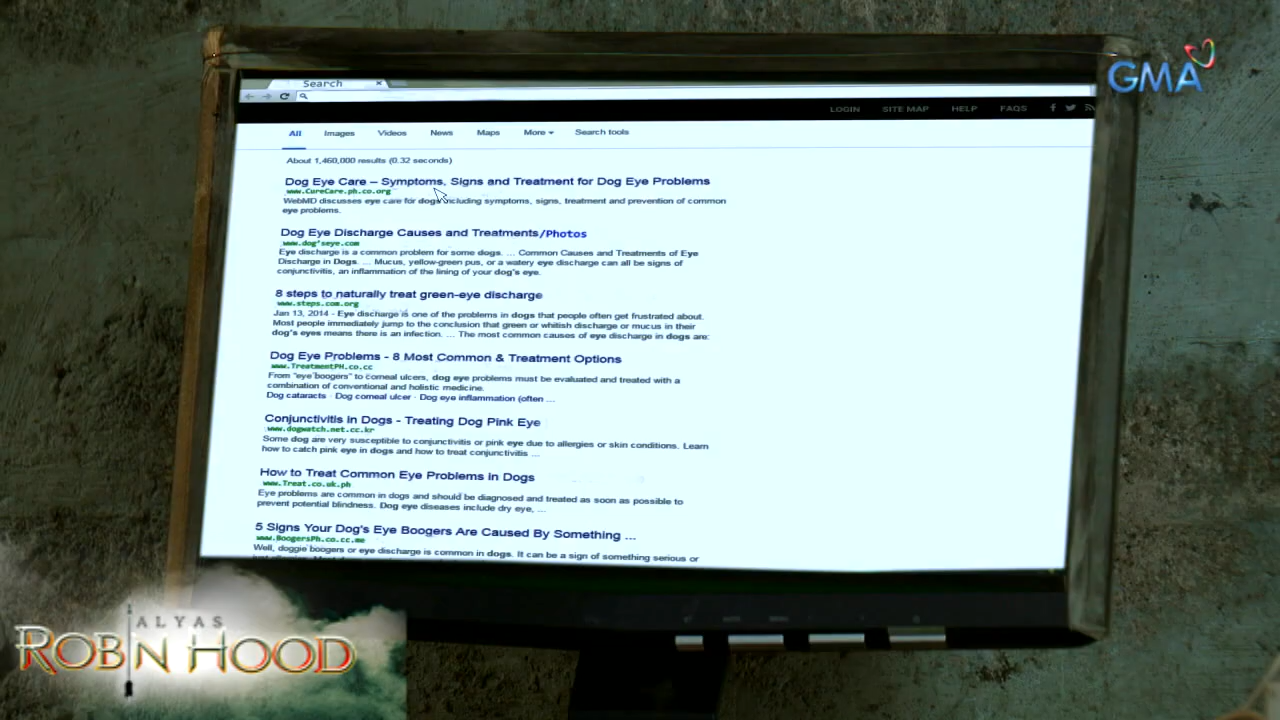 GMA
Search
LOGIN SITE MAP HELP FAQS
All Images Videos News Maps More Search tools
About 1,460,000 results (0.32 seconds)
Dog Eye Care – Symptoms, Signs and Treatment for Dog Eye Problems
www.CureCare.ph.co.org
WebMD discusses eye care for dogs including symptoms, signs, treatment and prevention of common
eye problems.
Dog Eye Discharge Causes and Treatments/Photos
www.dog'seye.com
Eye discharge is a common problem for some dogs. ... Common Causes and Treatments of Eye
Discharge in Dogs. ... Mucus, yellow-green pus, or a watery eye discharge can all be signs of
conjunctivitis, an inflammation of the lining of your dog's eye.
8 steps to naturally treat green-eye discharge
www.steps.com.org
Jan 13, 2014 - Eye discharge is one of the problems in dogs that people often get frustrated about.
Most people immediately jump to the conclusion that green or whitish discharge or mucus in their
dog's eyes means there is an infection. ... The most common causes of eye discharge in dogs are:
Dog Eye Problems - 8 Most Common & Treatment Options
www.TreatmentPH.co.cc
From "eye boogers" to corneal ulcers, dog eye problems must be evaluated and treated with a
combination of conventional and holistic medicine.
Dog cataracts · Dog corneal ulcer · Dog eye inflammation (often ...
Conjunctivitis in Dogs - Treating Dog Pink Eye
www.dogwatch.net.cc.kr
Some dog are very susceptible to conjunctivitis or pink eye due to allergies or skin conditions. Learn
how to catch pink eye in dogs and how to treat conjunctivitis ...
How to Treat Common Eye Problems in Dogs
www.Treat.co.uk.ph
Eye problems are common in dogs and should be diagnosed and treated as soon as possible to
prevent potential blindness. Dog eye diseases include dry eye, ...
5 Signs Your Dog's Eye Boogers Are Caused By Something ...
www.BoogersPh.co.cc.me
Well, doggie boogers or eye discharge is common in dogs. It can be a sign of something serious or
ALYAS
ROBIN HOOD